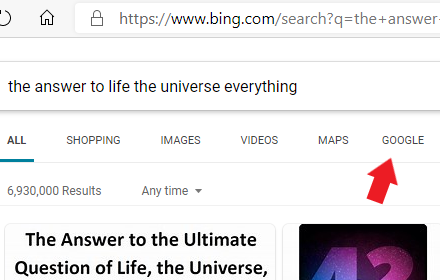 https://www.bing.com/search?q=the+answer
the answer to life the universe everything
ALL SHOPPING IMAGES VIDEOS MAPS GOOGLE
6,930,000 Results Any time
The Answer to the Ultimate
Question of Life, the Universe,
42